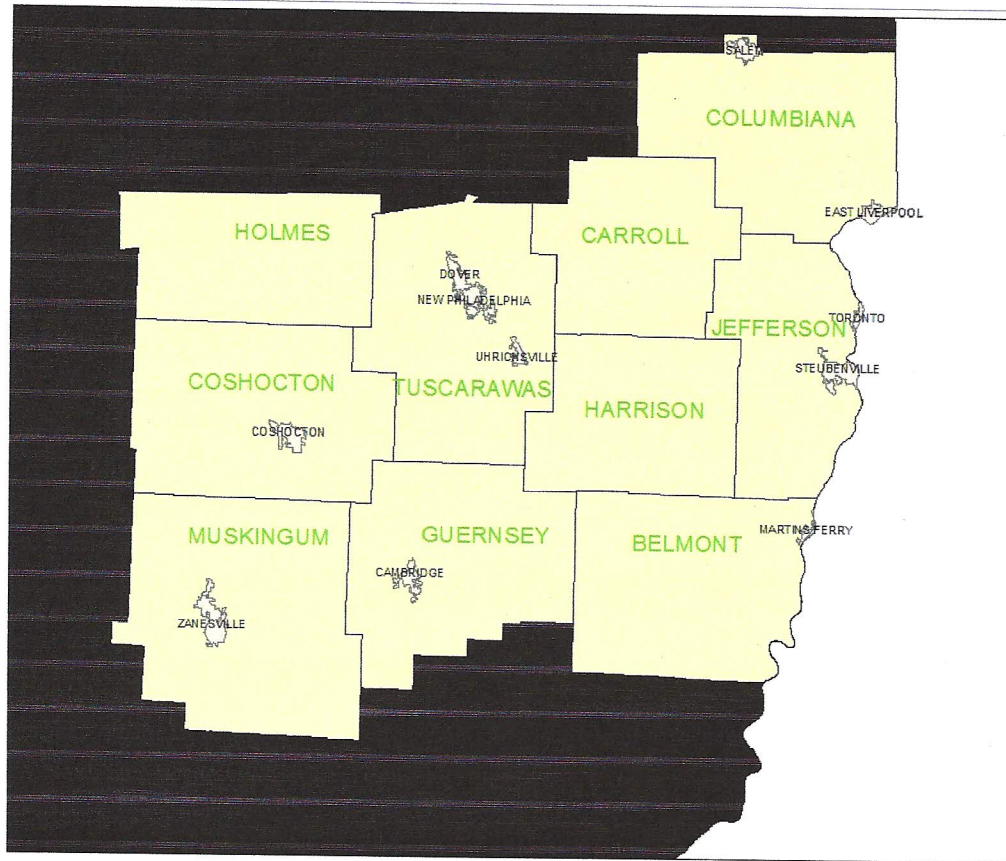 SALEM
COLUMBIANA
EAST LIVERPOOL
HOLMES
CARROLL
DOVER
NEW PHILADELPHIA
TORONTO
JEFFERSON
UHRICHSVILLE
STEUBENVILLE
COSHOCTON
TUSCARAWAS
HARRISON
COSHOCTON
MUSKINGUM
GUERNSEY
BELMONT
MARTINS FERRY
CAMBRIDGE
ZANESVILLE